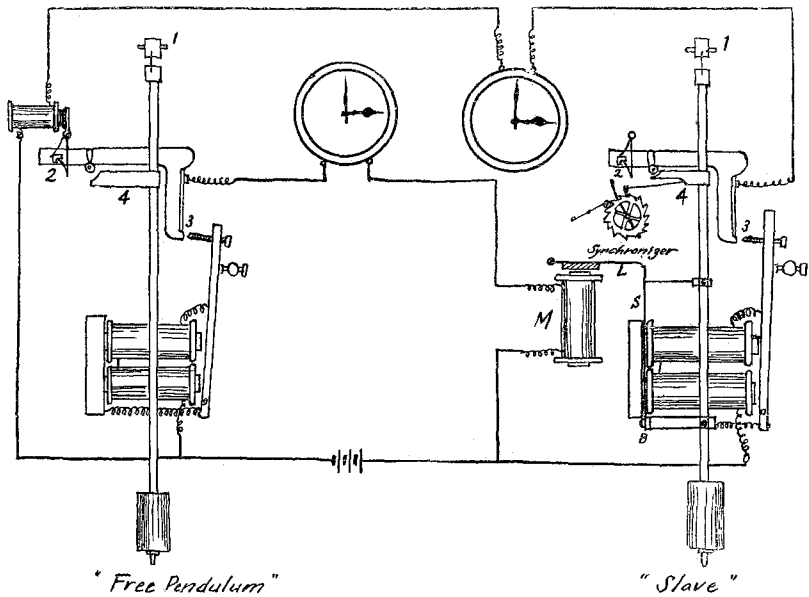 1
1
2
4
3
2
4
3
Synchronizer
L
M
S
B
" Free Pendulum "
" Slave "